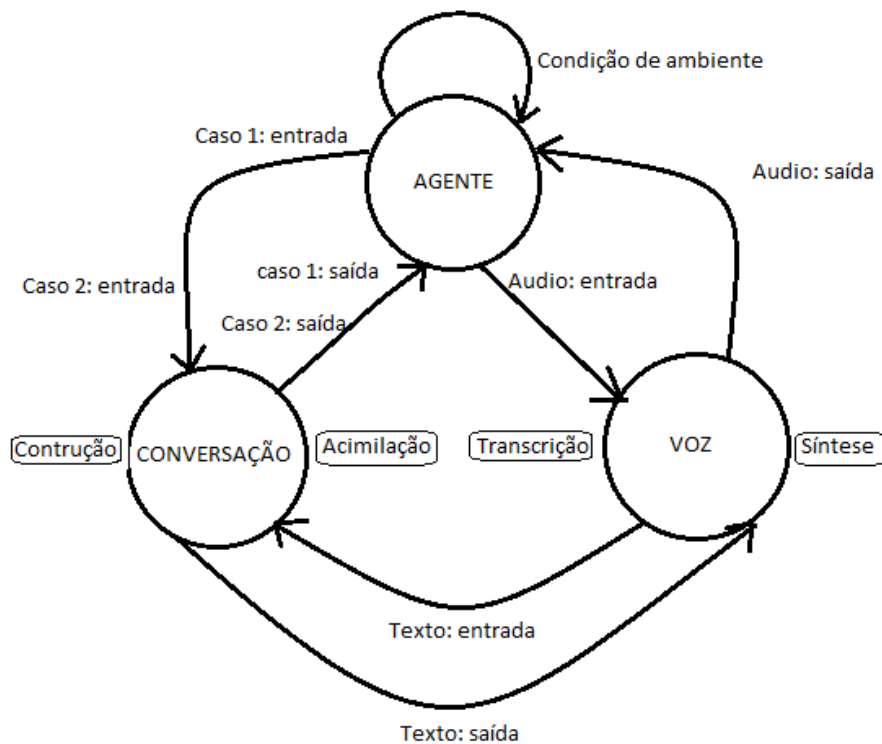 Condição de ambiente
Caso 1: entrada
AGENTE
Audio: saída
Caso 2: entrada
caso 1: saída
Audio: entrada
Caso 2: saída
Contrução
CONVERSAÇÃO
Acimilação
Transcrição
VOZ
Síntese
Texto: entrada
Texto: saída